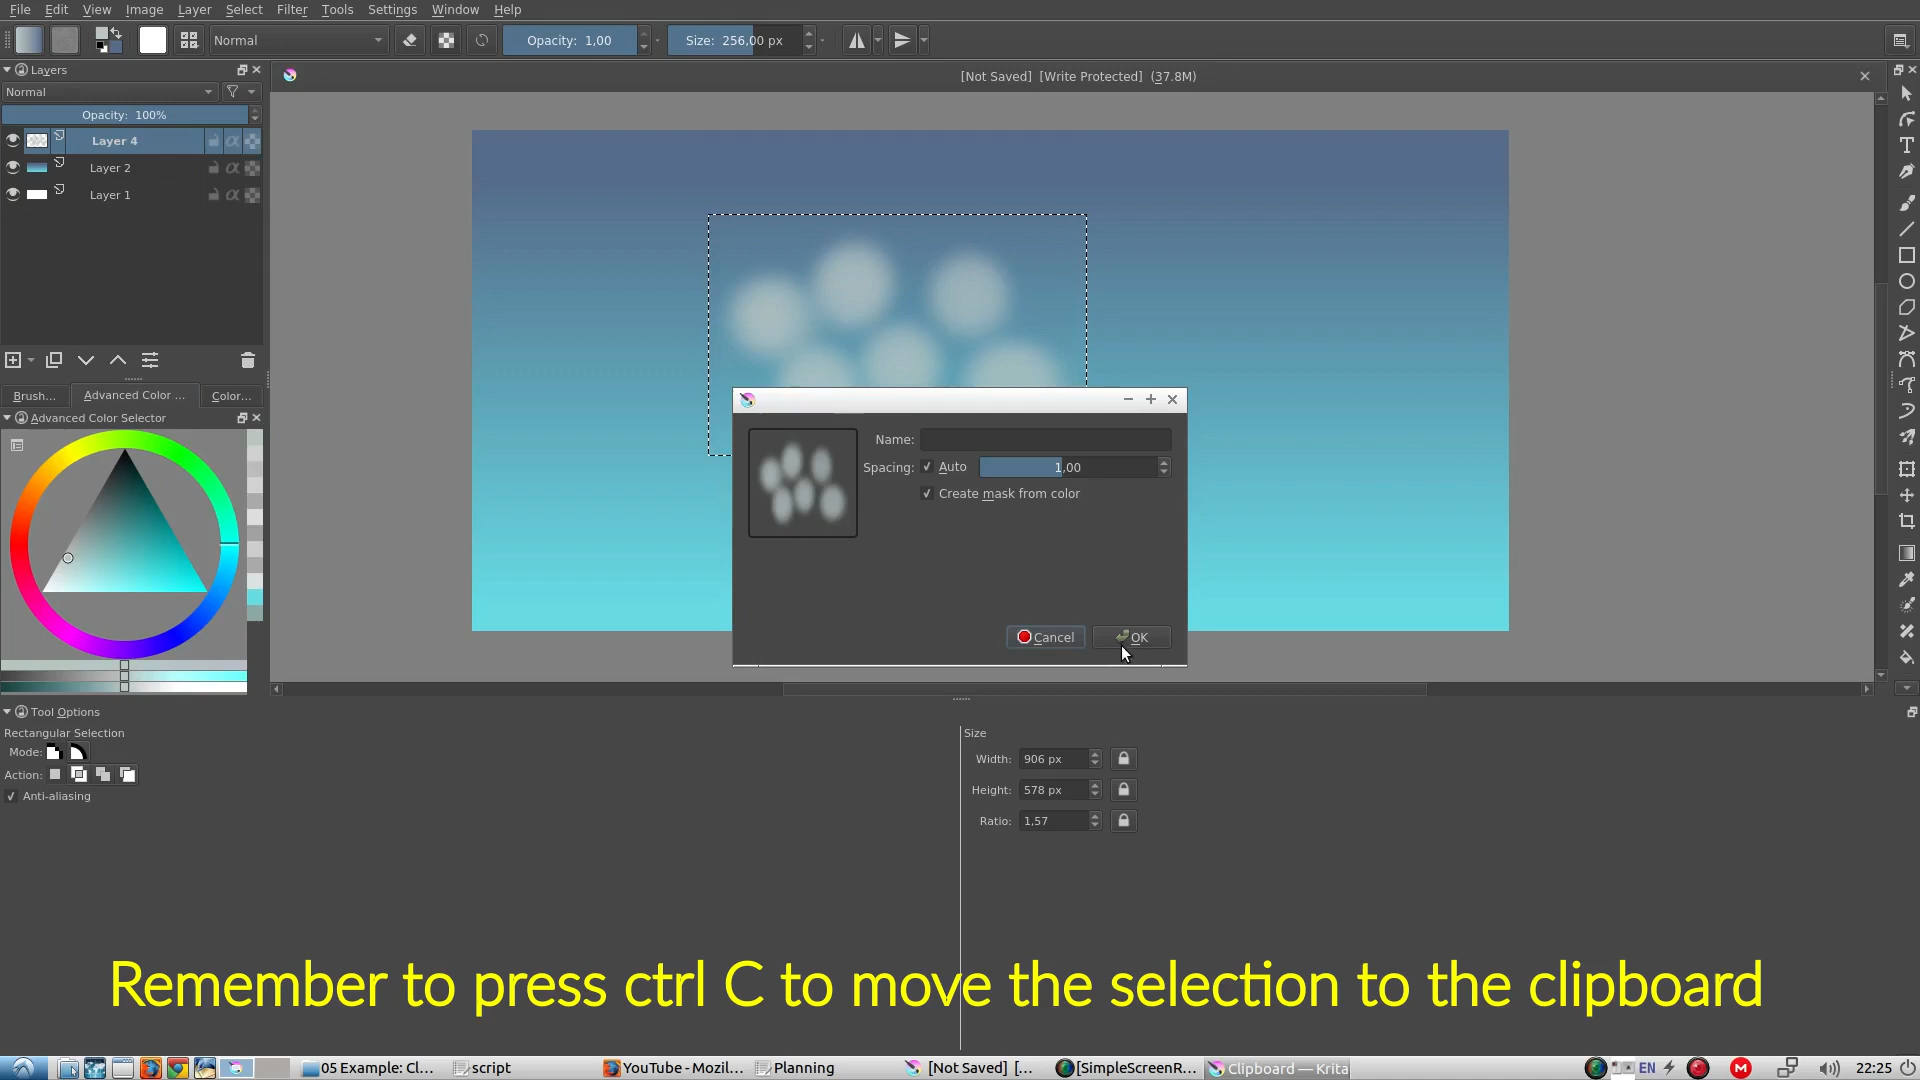 File Edit View Image Layer Select Filter Tools Settings Window Help
Normal
Opacity: 1,00
Size: 256,00 px
Layers
[Not Saved] [Write Protected] (37.8M)
Normal
Opacity: 100%
Layer 4
Layer 2
Layer 1
Brush...
Advanced Color ...
Color...
Advanced Color Selector
Name:
Spacing:
Auto
1,00
Create mask from color
Cancel
OK
Tool Options
Rectangular Selection
Mode:
Action:
Anti-aliasing
Size
Width: 906 px
Height: 578 px
Ratio: 1,57
Remember to press ctrl C to move the selection to the clipboard
05 Example: Cl...
script
YouTube - Mozil...
Planning
[Not Saved] [...
[SimpleScreenR...
Clipboard — Krita
EN
22:25